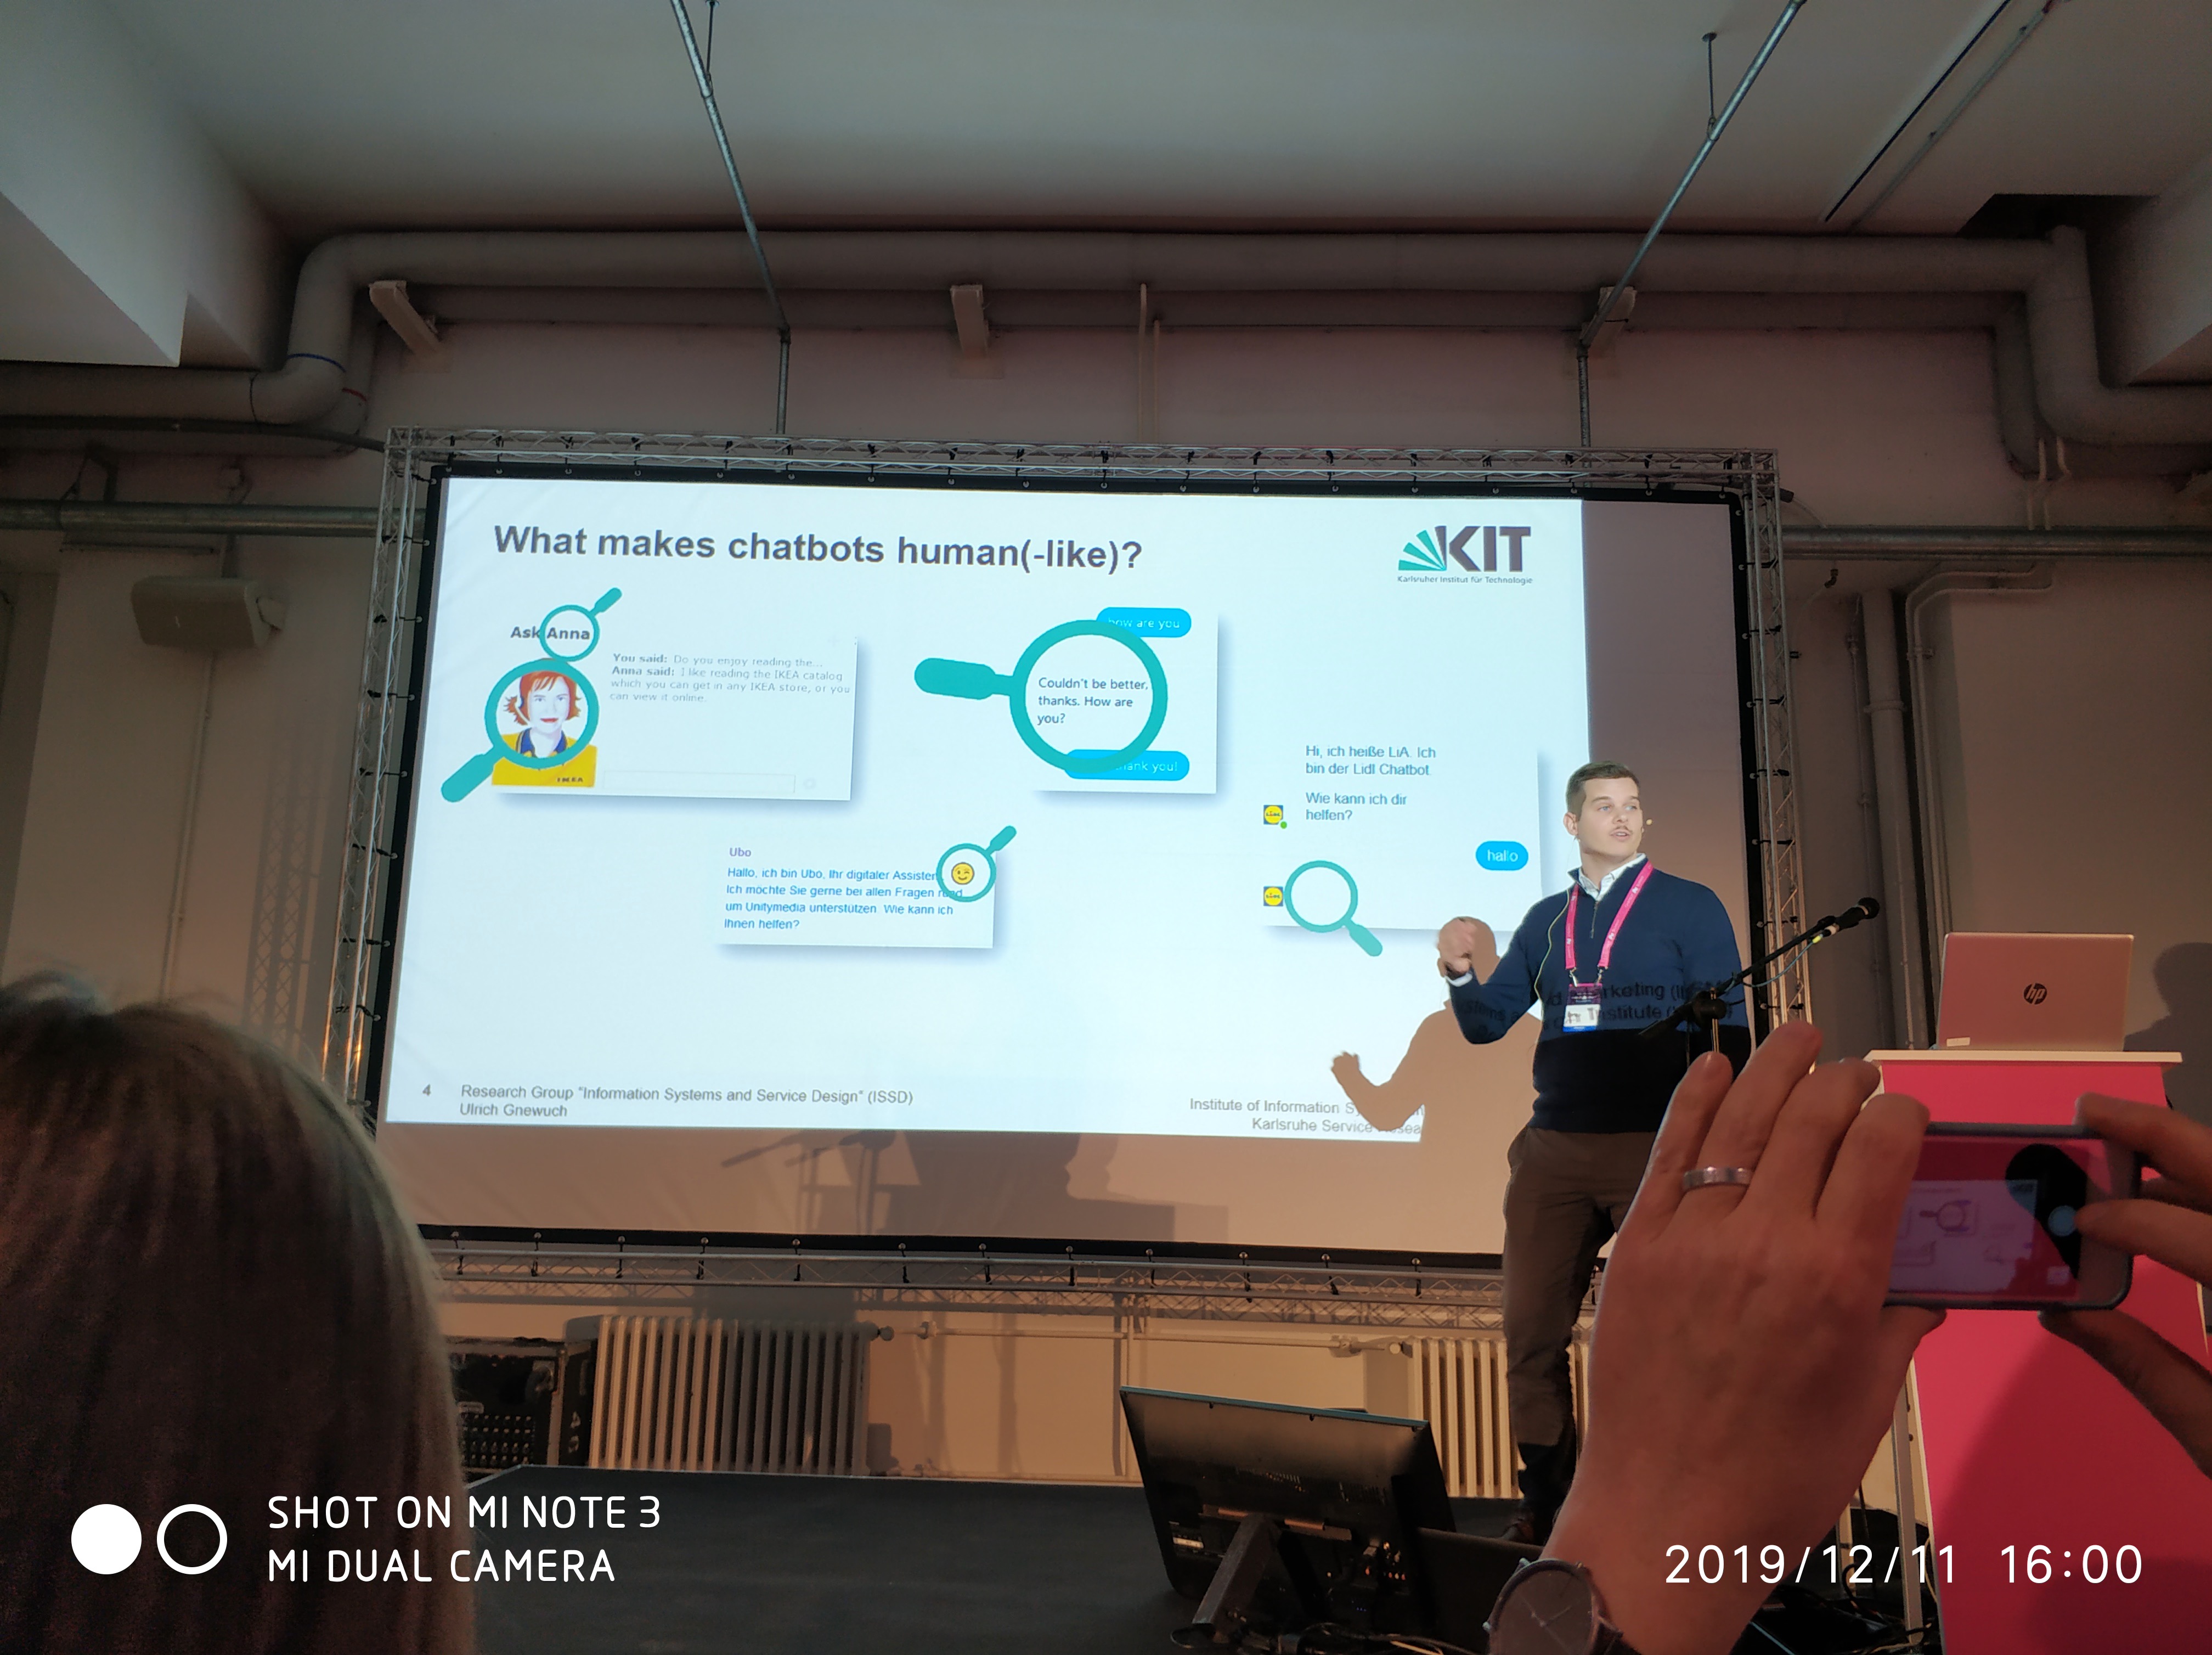 What makes chatbots human(-like)?
KIT
Karlsruher Institut für Technologie
Ask Anna
You said: Do you enjoy reading the...
Anna said: I like reading the IKEA catalog
which you can get in any IKEA store, or you
can view it online.
IKEA
how are you
Couldn't be better,
thanks. How are
you?
thank you!
Hi, ich heiße LiA. Ich
bin der Lidl Chatbot.
Wie kann ich dir
helfen?
hallo
Ubo
Hallo, ich bin Ubo, Ihr digitaler
Ich möchte Sie gerne bei allen Fragen rund
um Unitymedia unterstützen. Wie kann ich
Ihnen helfen?
4
Research Group "Information Systems and Service Design" (ISSD)
Ulrich Gnewuch
Institute of Information
Karlsruhe Service
Institute
hp
SHOT ON MI NOTE 3
MI DUAL CAMERA
2019/12/11 16:00